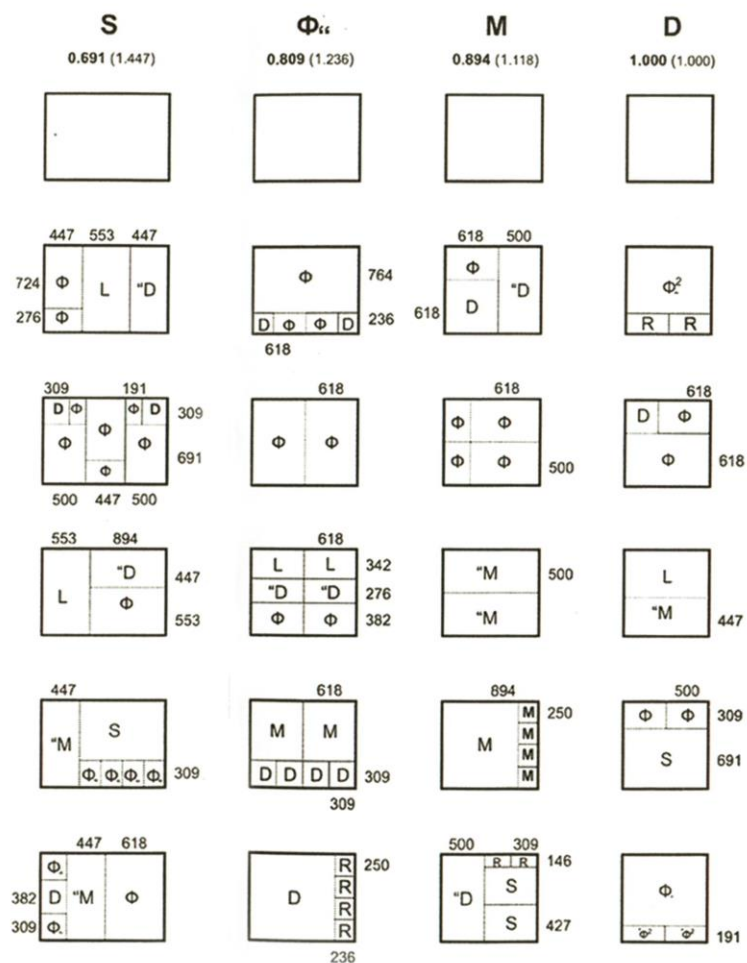 S Φ“ M D
0.691 (1.447) 0.809 (1.236) 0.894 (1.118) 1.000 (1.000)
447 553 447 618 500
724 Φ L “D Φ 764 Φ “D Φ-²
276 Φ D Φ Φ D 236 618 D R R
618
309 191 618 618 618
D Φ Φ Φ D 309 Φ Φ Φ Φ D Φ
Φ Φ Φ 691 Φ Φ 500 Φ 618
500 447 500
553 894 618
L “D 447 L L 342 “M 500 L
Φ 553 “D “D 276 “M “M 447
Φ Φ 382
447 618 894 500
“M S M M M M 250 Φ Φ 309
Φ- Φ- Φ- Φ- 309 D D D D 309 M M M S 691
309
447 618 500 309
Φ- R 250 R R 146
382 D “M Φ D R “D S Φ-
309 Φ- R S 427
R 191
236